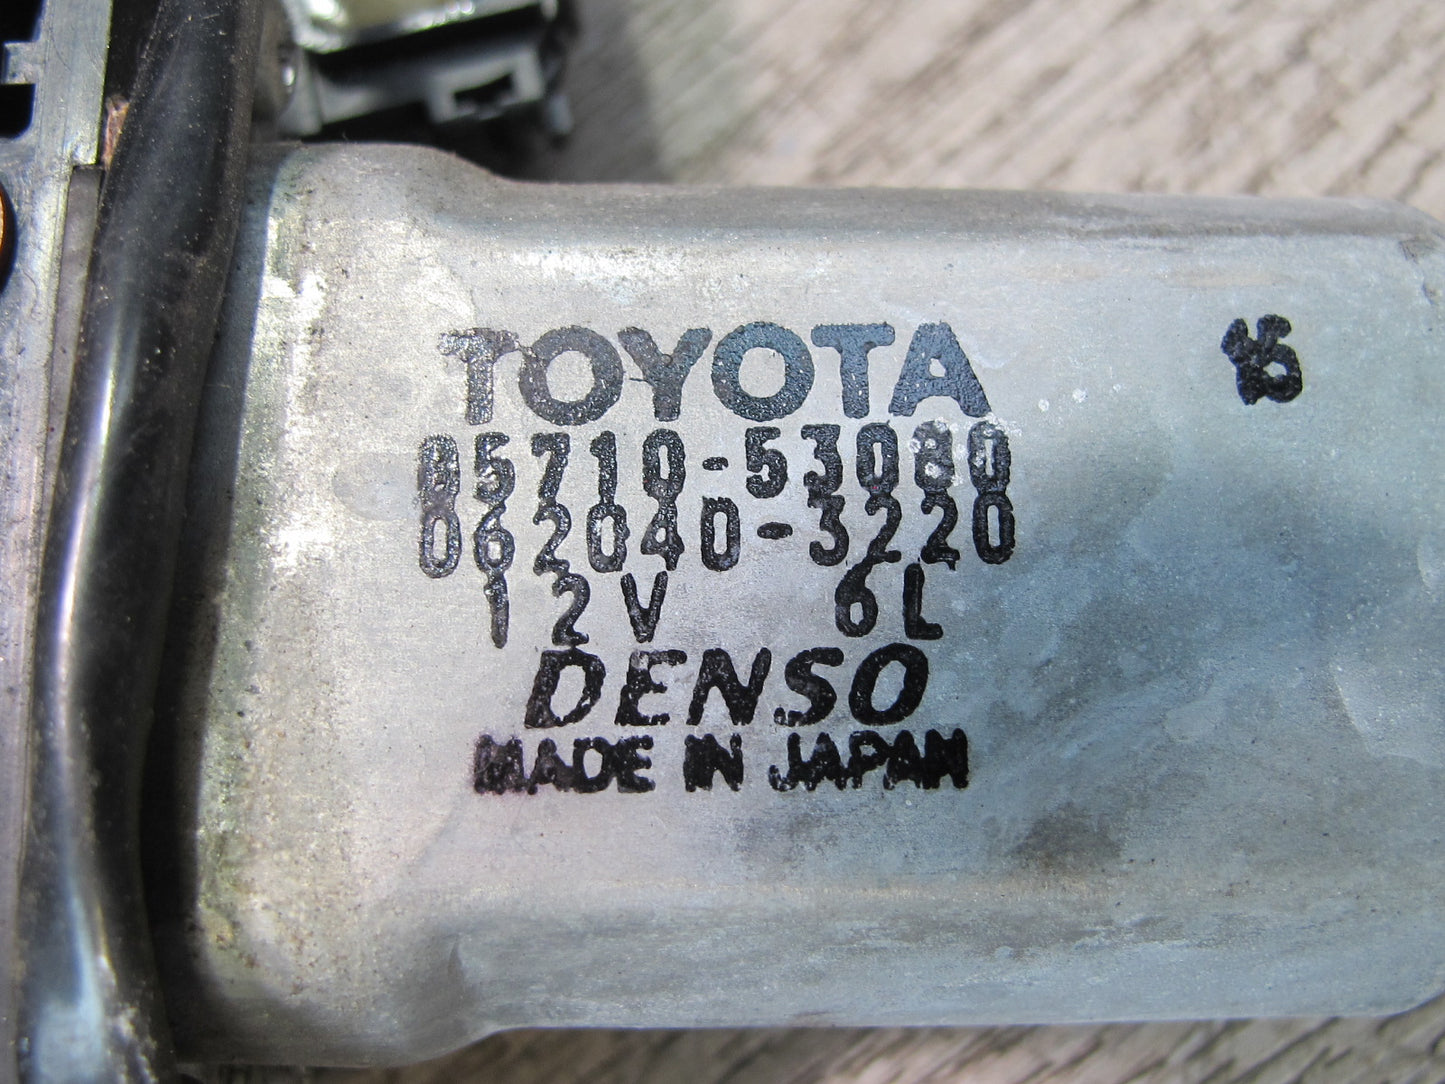 TOYOTA
85710-53080
062040-3220
12V 6L
DENSO
MADE IN JAPAN